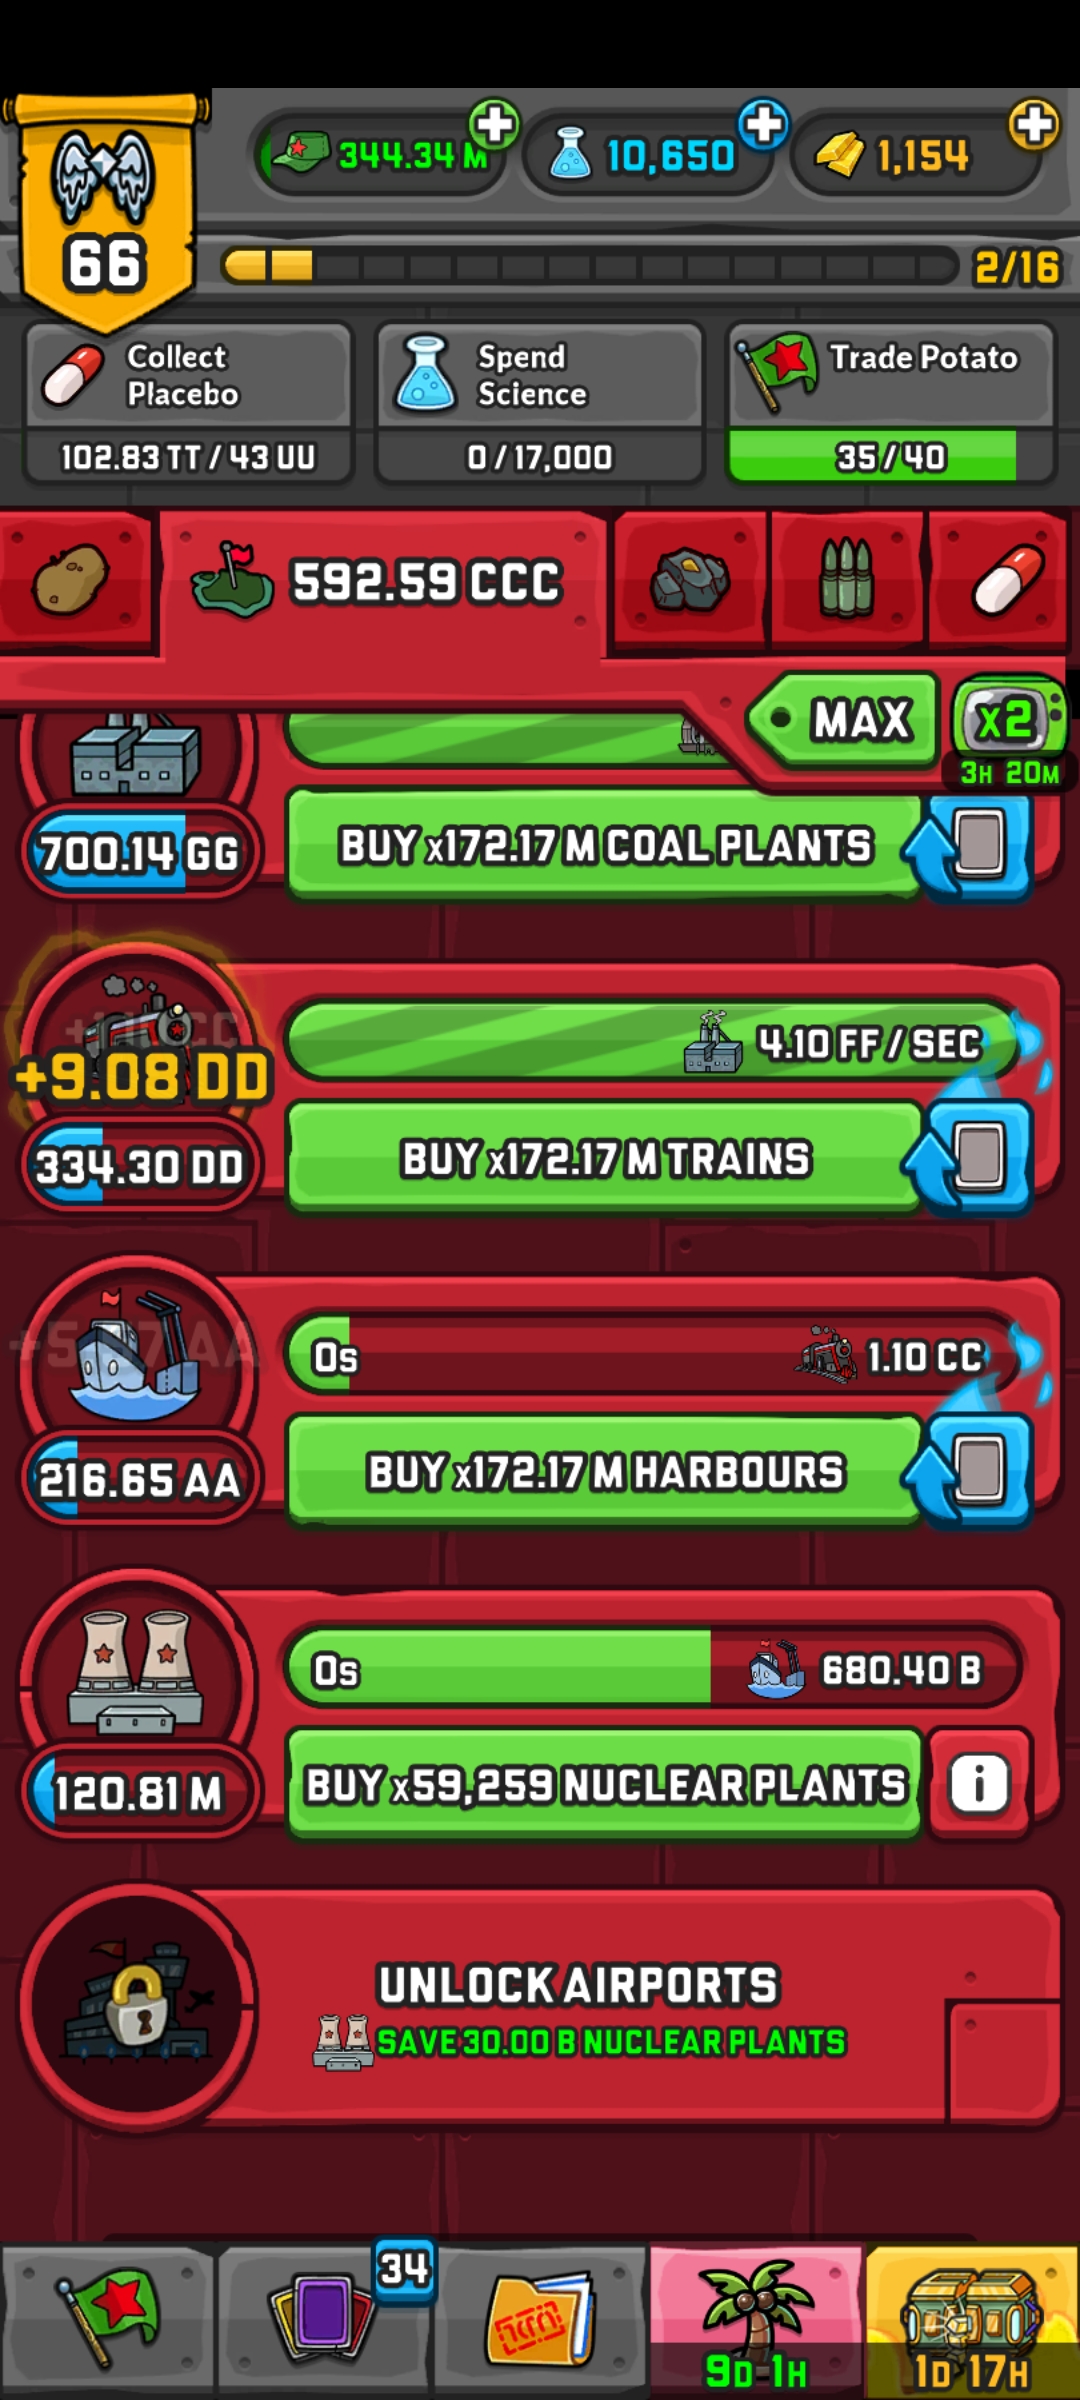 344.34 M
10,650
1,154
66
2/16
Collect
Placebo
102.83 TT / 43 UU
Spend
Science
0 / 17,000
Trade Potato
35 / 40
592.59 CCC
MAX
x2
3H 20M
700.14 GG
BUY x172.17 M COAL PLANTS
+9.08 DD
4.10 FF / SEC
334.30 DD
BUY x172.17 M TRAINS
0s
1.10 CC
216.65 AA
BUY x172.17 M HARBOURS
0s
680.40 B
120.81 M
BUY x59,259 NUCLEAR PLANTS
i
UNLOCK AIRPORTS
SAVE 30.00 B NUCLEAR PLANTS
34
9D 1H
1D 17H